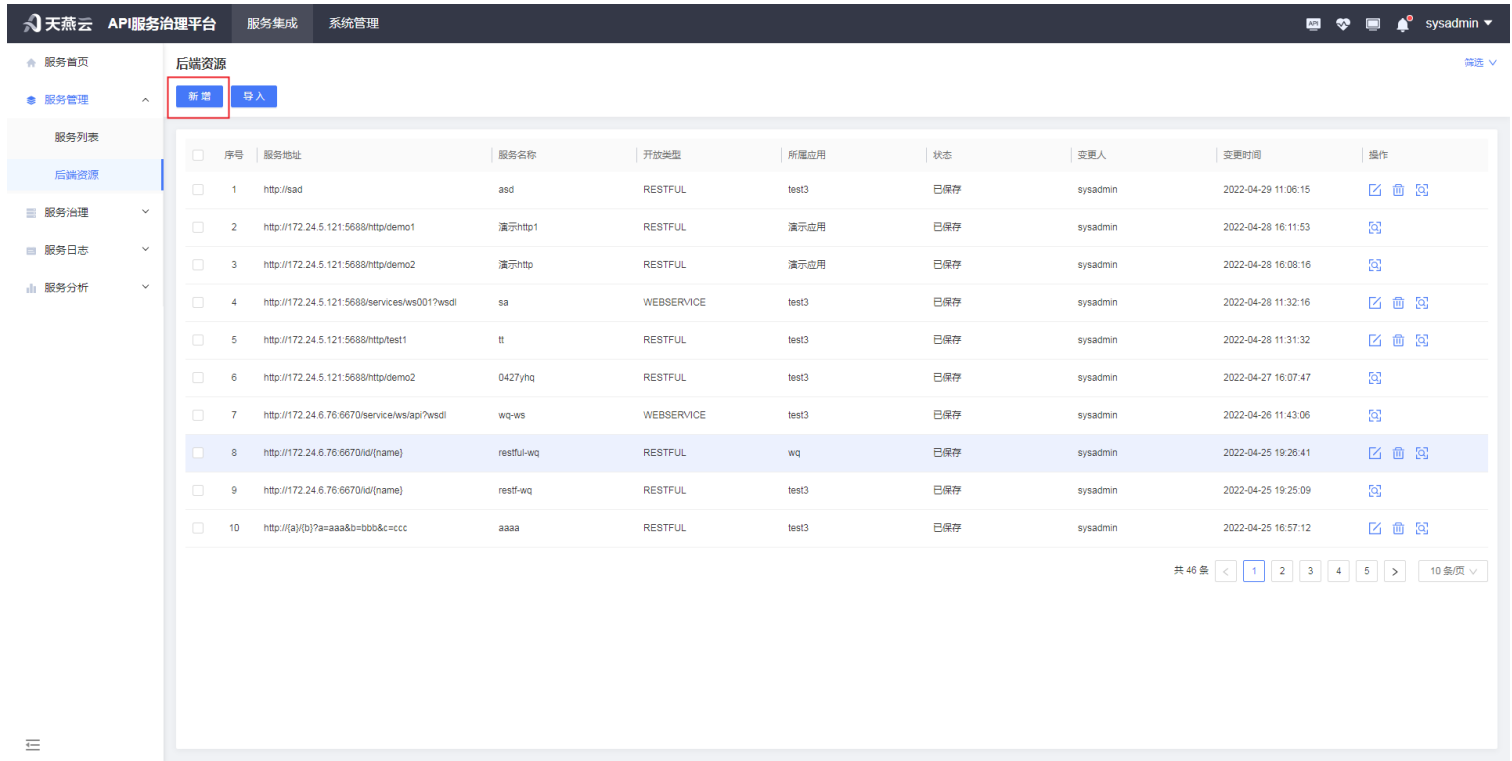 天燕云 API服务治理平台 服务集成 系统管理 API sysadmin
服务首页
服务管理
服务列表
后端资源
服务治理
服务日志
服务分析
后端资源 筛选
新增 导入
序号 服务地址 服务名称 开放类型 所属应用 状态 变更人 变更时间 操作
1 http://sad asd RESTFUL test3 已保存 sysadmin 2022-04-29 11:06:15
2 http://172.24.5.121:5688/http/demo1 演示http1 RESTFUL 演示应用 已保存 sysadmin 2022-04-28 16:11:53
3 http://172.24.5.121:5688/http/demo2 演示http RESTFUL 演示应用 已保存 sysadmin 2022-04-28 16:08:16
4 http://172.24.5.121:5688/services/ws001?wsdl sa WEBSERVICE test3 已保存 sysadmin 2022-04-28 11:32:16
5 http://172.24.5.121:5688/http/test1 tt RESTFUL test3 已保存 sysadmin 2022-04-28 11:31:32
6 http://172.24.5.121:5688/http/demo2 0427yhq RESTFUL test3 已保存 sysadmin 2022-04-27 16:07:47
7 http://172.24.6.76:6670/service/ws/api?wsdl wq-ws WEBSERVICE test3 已保存 sysadmin 2022-04-26 11:43:06
8 http://172.24.6.76:6670/id/{name} restful-wq RESTFUL wq 已保存 sysadmin 2022-04-25 19:26:41
9 http://172.24.6.76:6670/id/{name} restf-wq RESTFUL test3 已保存 sysadmin 2022-04-25 19:25:09
10 http://{a}/{b}?a=aaa&b=bbb&c=ccc aaaa RESTFUL test3 已保存 sysadmin 2022-04-25 16:57:12
共 46 条 < 1 2 3 4 5 > 10 条/页